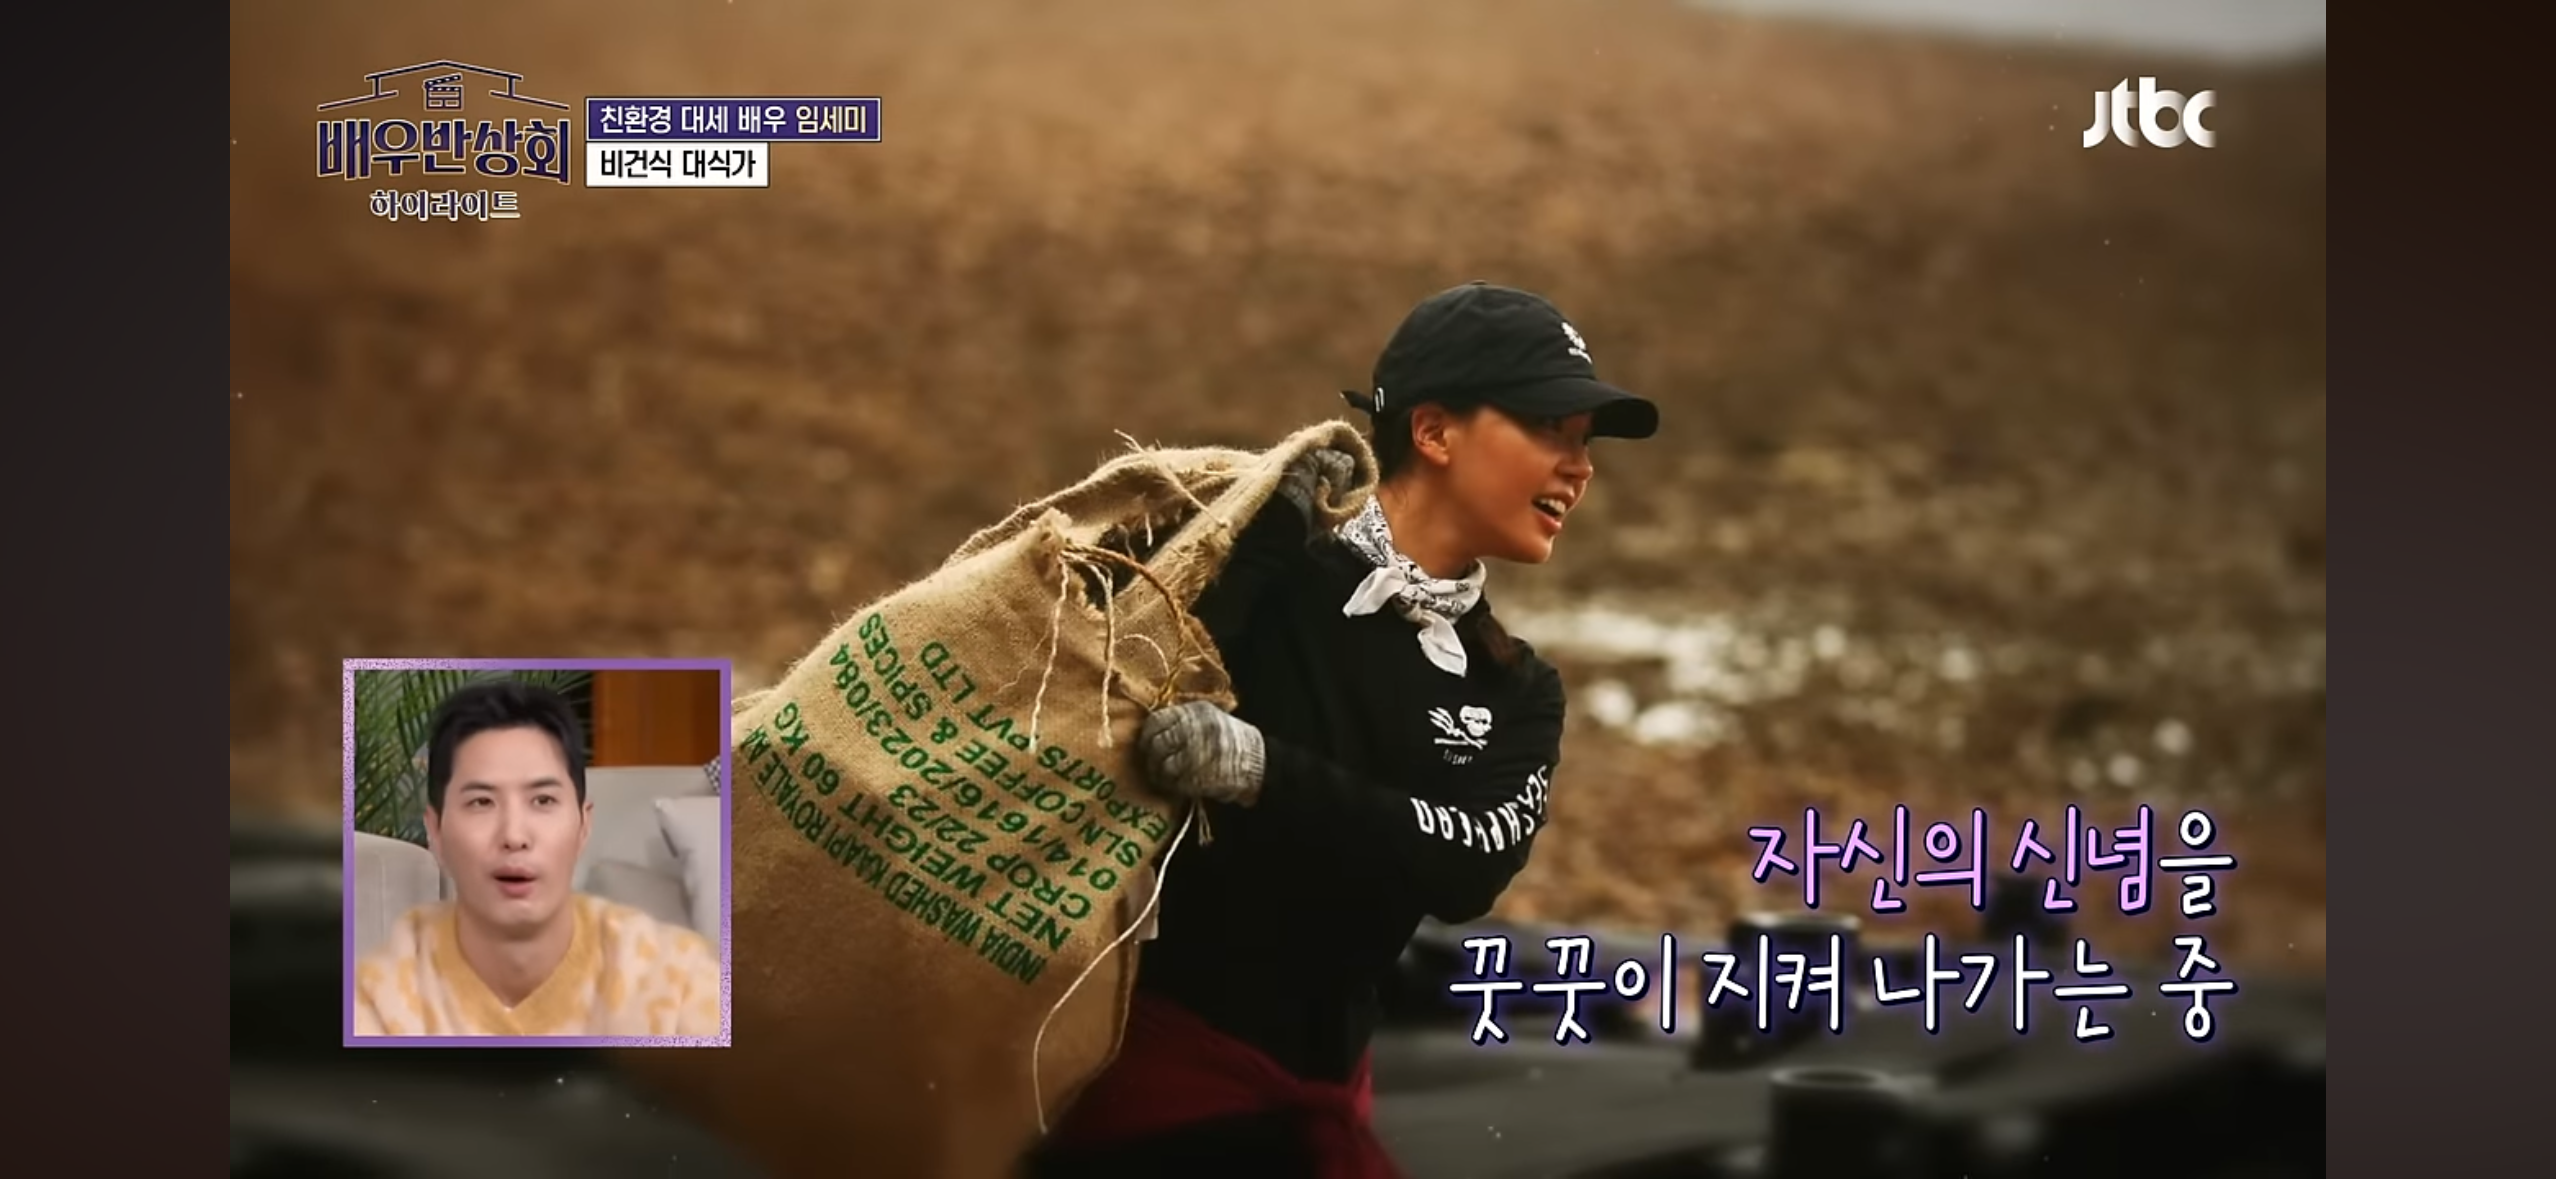 배우반상회
하이라이트
친환경 대세 배우 임세미
비건식 대식가
jtbc
014/1616/2023/0864
SLN COFFEE & SPICES
EXPORTS PVT LTD
CROP 22/23
NET WEIGHT 60 KG
INDIA WASHED KAAPI ROYALE AA
자신의 신념을
꿋꿋이 지켜 나가는 중